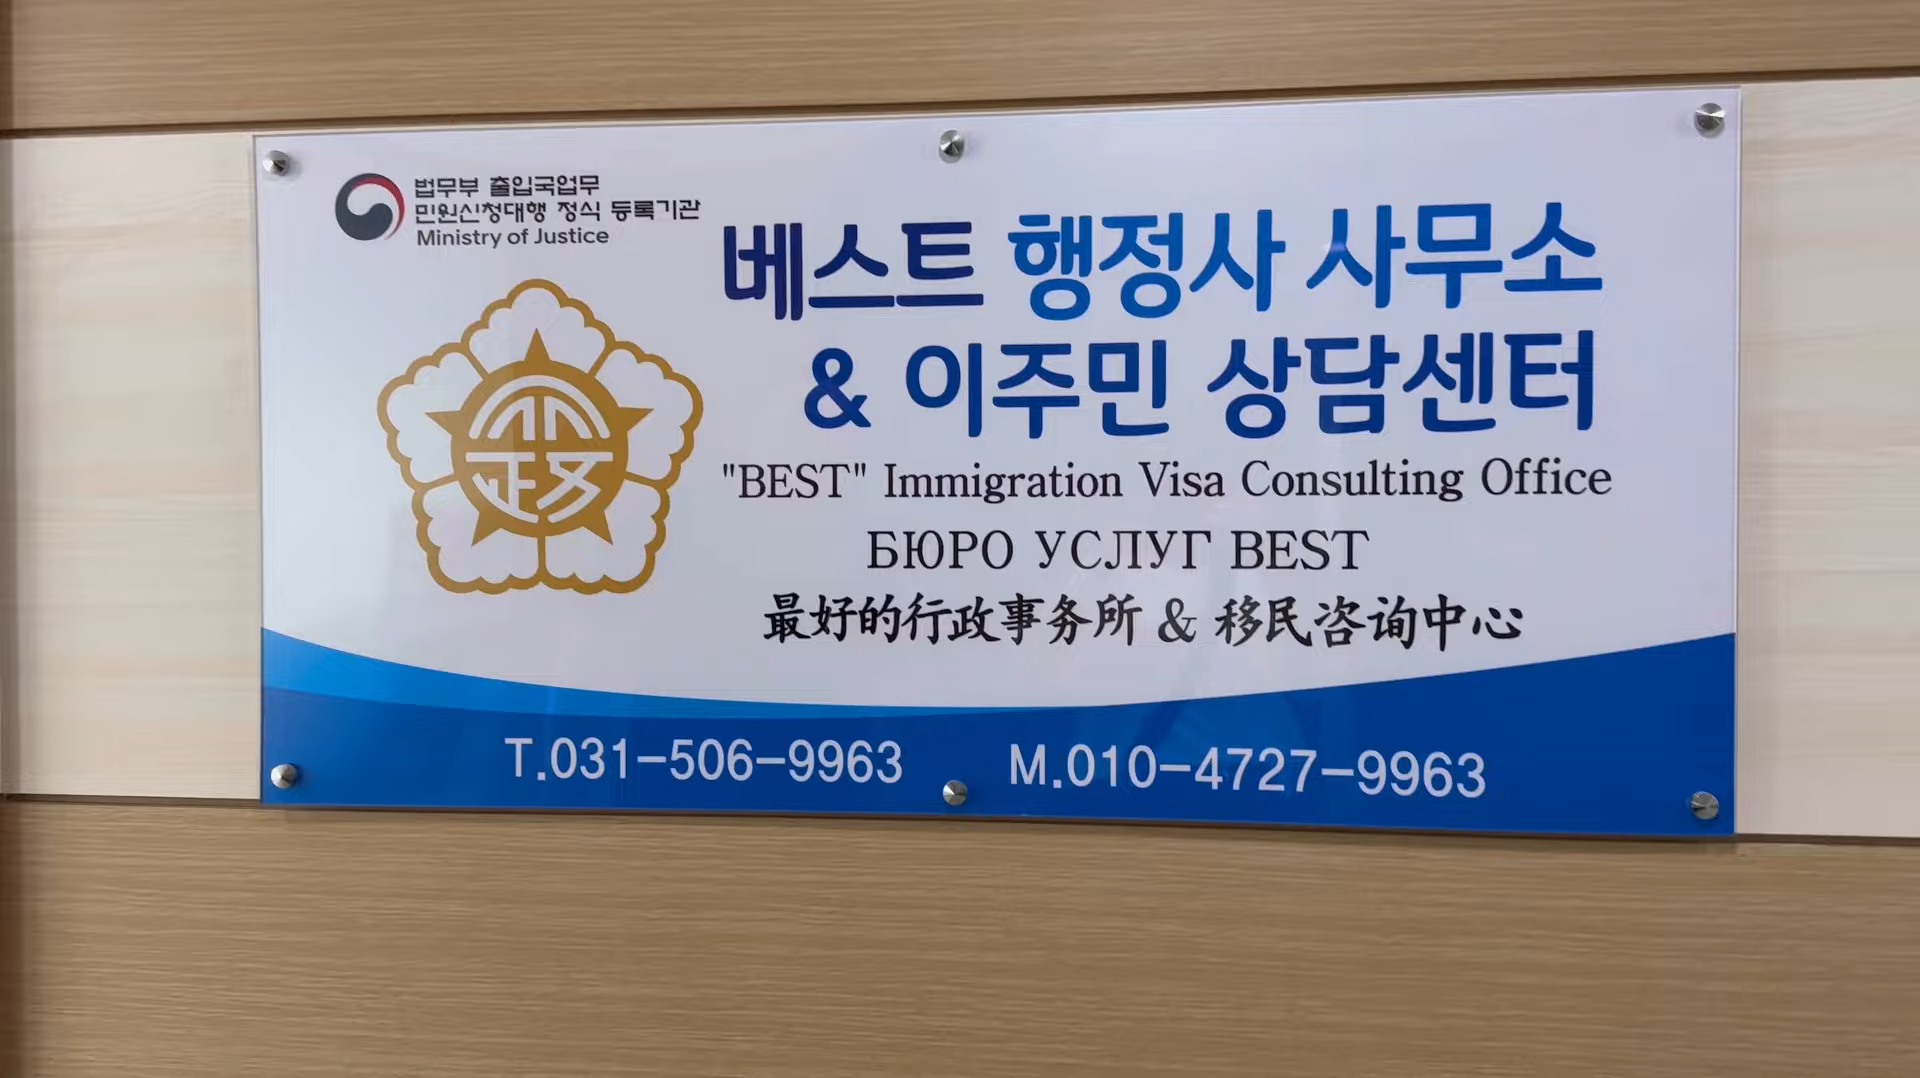 법무부 출입국업무
민원신청대행 정식 등록기관
Ministry of Justice
베스트 행정사 사무소
& 이주민 상담센터
"BEST" Immigration Visa Consulting Office
БЮРО УСЛУГ BEST
最好的行政事务所 & 移民咨询中心
T.031-506-9963 M.010-4727-9963